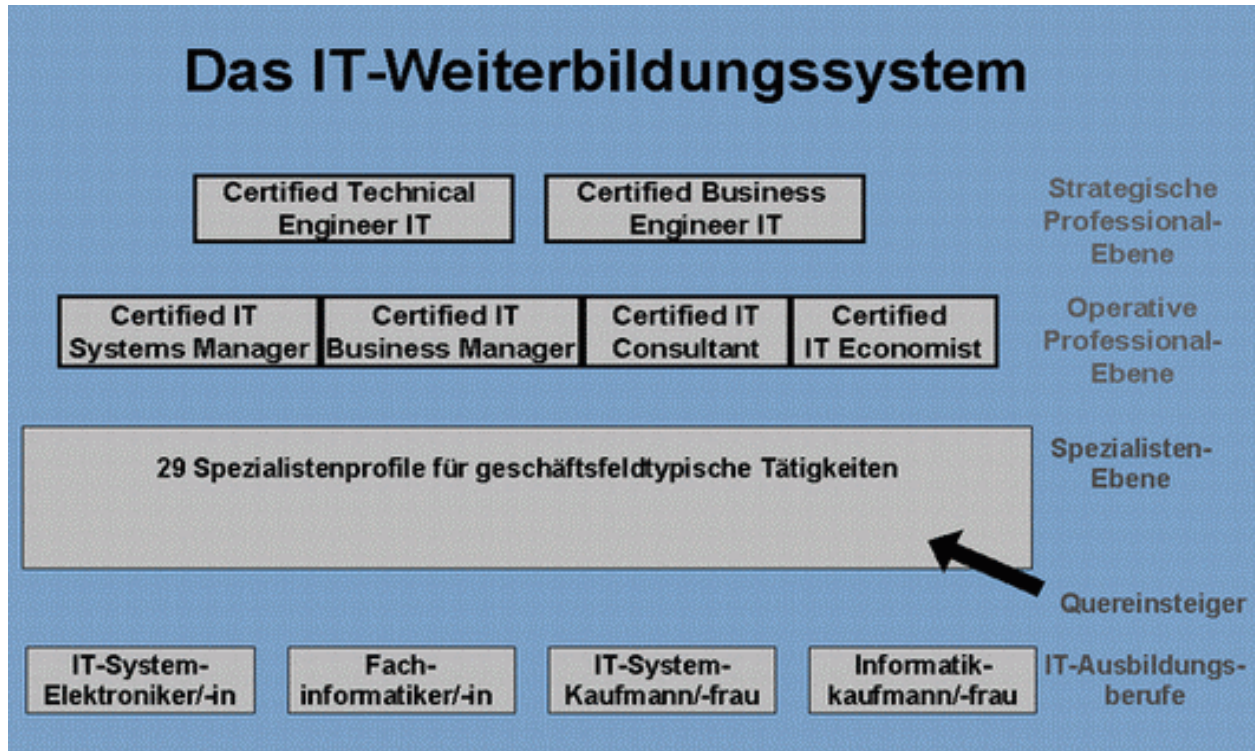 Das IT-Weiterbildungssystem
Certified Technical
Engineer IT
Certified Business
Engineer IT
Strategische
Professional-
Ebene
Certified IT
Systems Manager
Certified IT
Business Manager
Certified IT
Consultant
Certified
IT Economist
Operative
Professional-
Ebene
29 Spezialistenprofile für geschäftsfeldtypische Tätigkeiten
Spezialisten-
Ebene
Quereinsteiger
IT-System-
Elektroniker/-in
Fach-
informatiker/-in
IT-System-
Kaufmann/-frau
Informatik-
kaufmann/-frau
IT-Ausbildungs-
berufe